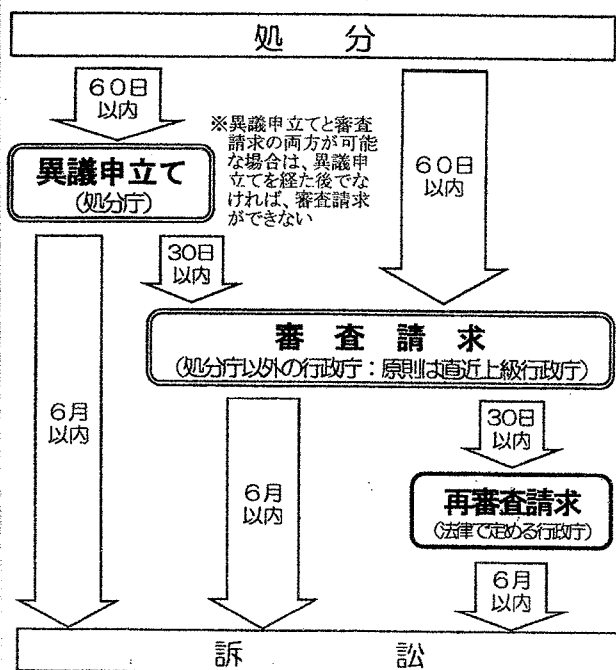 処分
60日
以内
※異議申立てと審査
請求の両方が可能
な場合は、異議申
立てを経た後でな
ければ、審査請求
ができない
60日
以内
異議申立て
(処分庁)
30日
以内
審査請求
(処分庁以外の行政庁:原則は直近上級行政庁)
6月
以内
6月
以内
30日
以内
再審査請求
(法律で定める行政庁)
6月
以内
訴訟